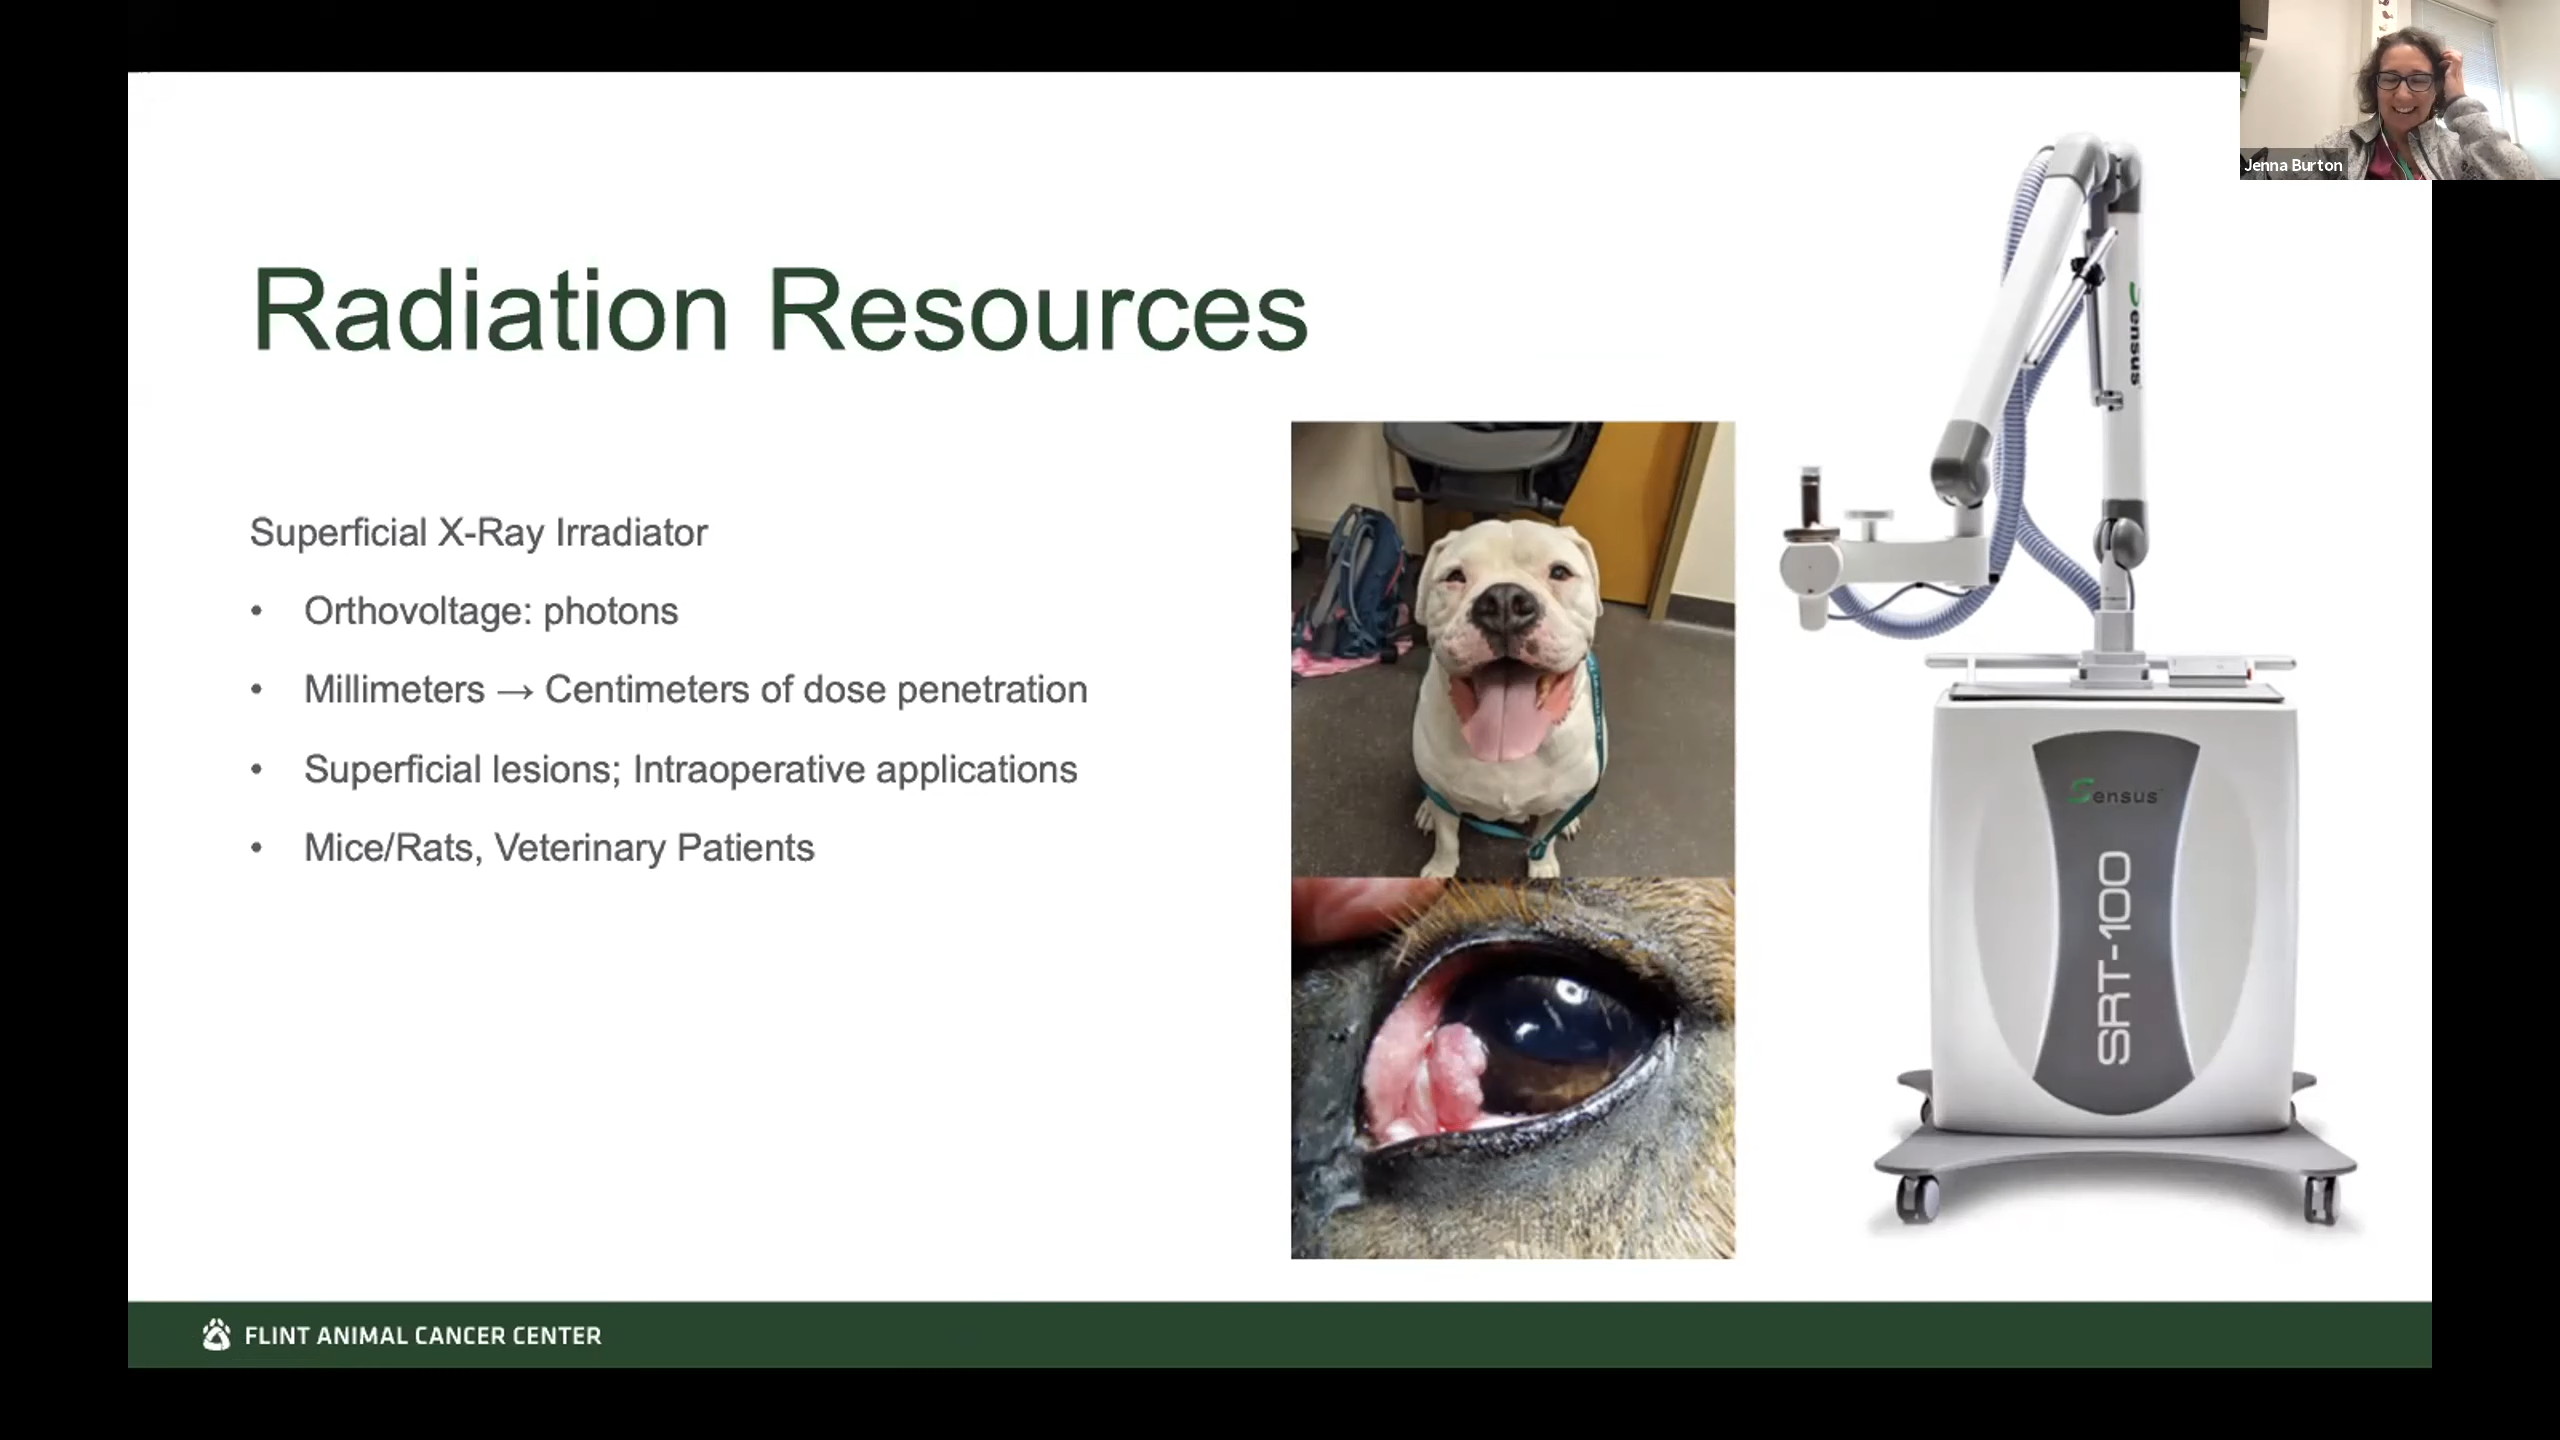 Jenna Burton
Radiation Resources
Superficial X-Ray Irradiator
• Orthovoltage: photons
• Millimeters → Centimeters of dose penetration
• Superficial lesions; Intraoperative applications
• Mice/Rats, Veterinary Patients
Sensus
Sensus
SRT-100
FLINT ANIMAL CANCER CENTER